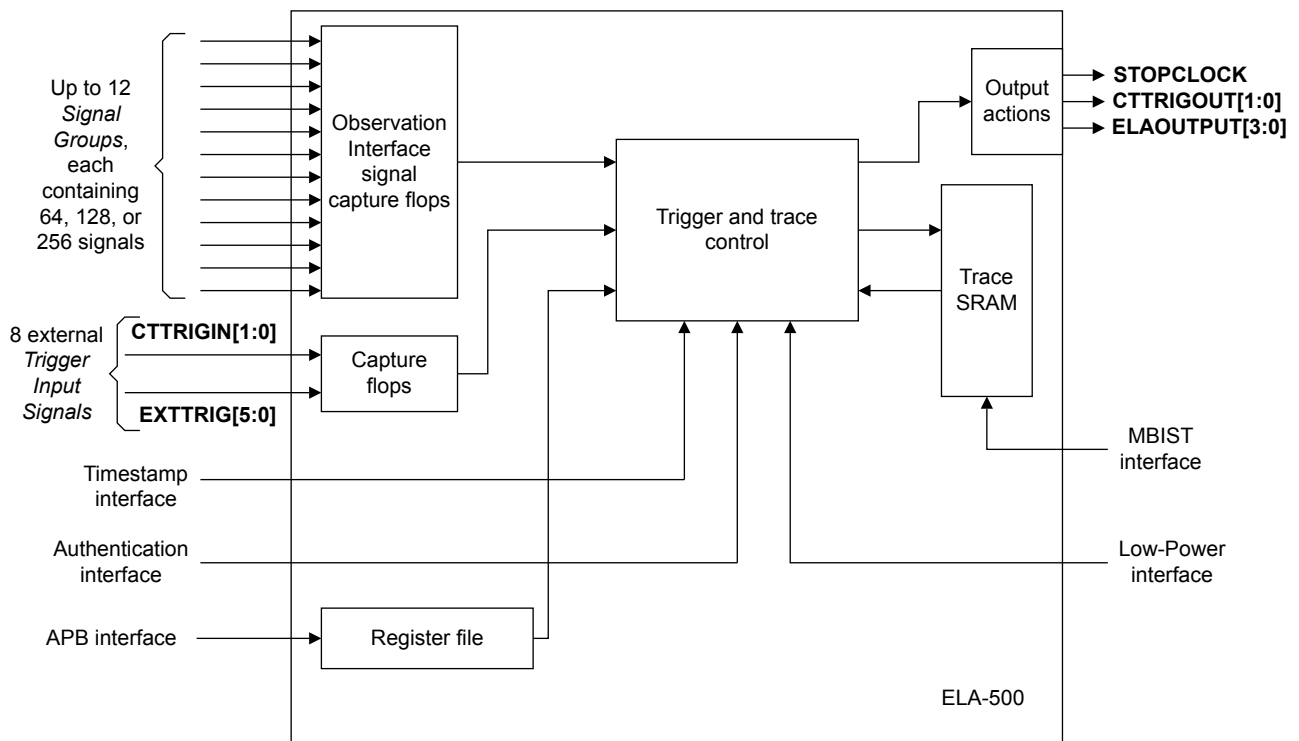 Up to 12
Signal
Groups,
each
containing
64, 128, or
256 signals
Observation
Interface
signal
capture flops
Output
actions
STOPCLOCK
CTTRIGOUT[1:0]
ELAOUTPUT[3:0]
Trigger and trace
control
Trace
SRAM
8 external
Trigger
Input
Signals
CTTRIGIN[1:0]
EXTTRIG[5:0]
Capture
flops
MBIST
interface
Timestamp
interface
Authentication
interface
Low-Power
interface
APB interface
Register file
ELA-500